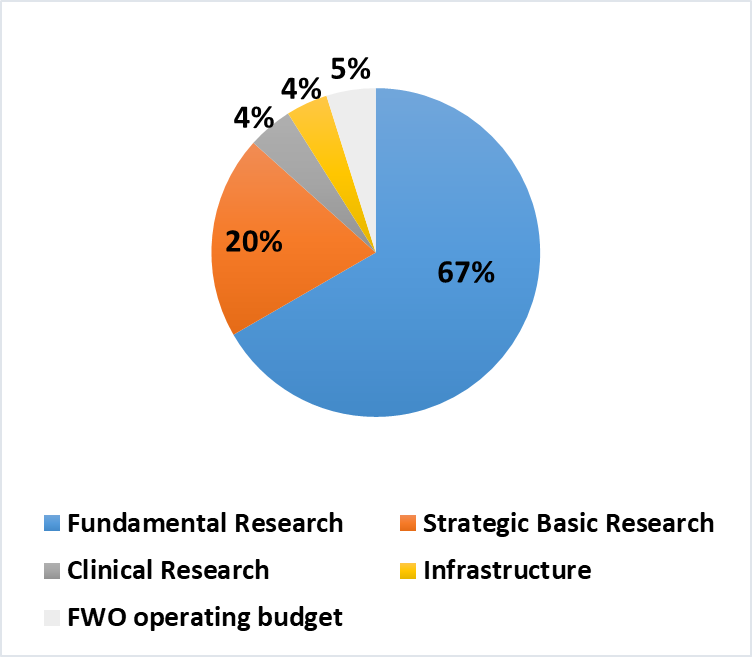 5%
4%
4%
20%
67%
Fundamental Research
Strategic Basic Research
Clinical Research
Infrastructure
FWO operating budget